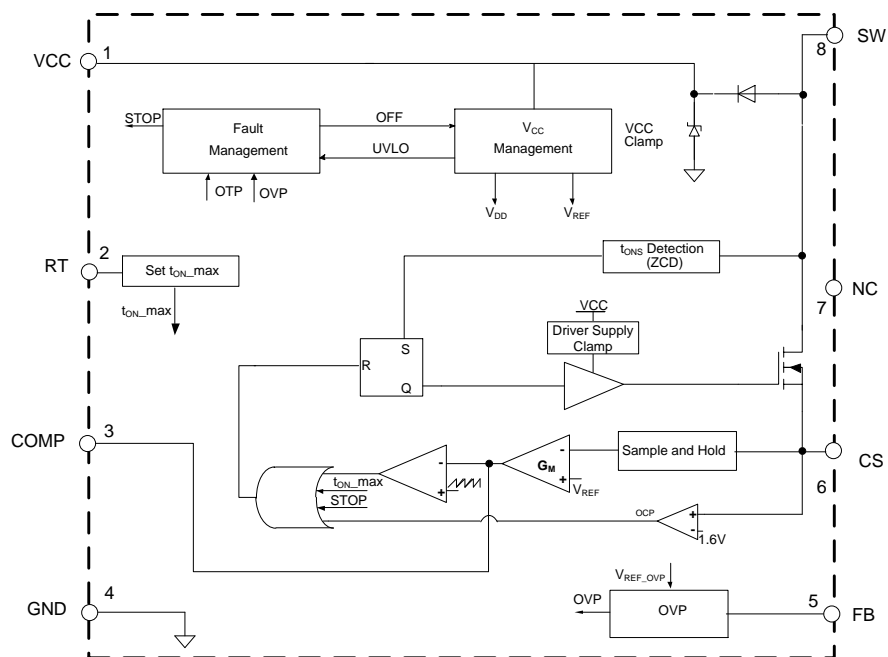 SW
8
1
VCC
STOP
Fault
Management
OFF
UVLO
VCC
Management
VCC
Clamp
OTP
OVP
VDD
VREF
2
RT
Set tON_max
tON_max
tONS Detection
(ZCD)
NC
7
VCC
Driver Supply
Clamp
S
R
Q
COMP
3
tON_max
STOP
-
+
GM
-
+
VREF
Sample and Hold
CS
6
OCP
+
-
1.6V
GND
4
VREF_OVP
OVP
OVP
5
FB